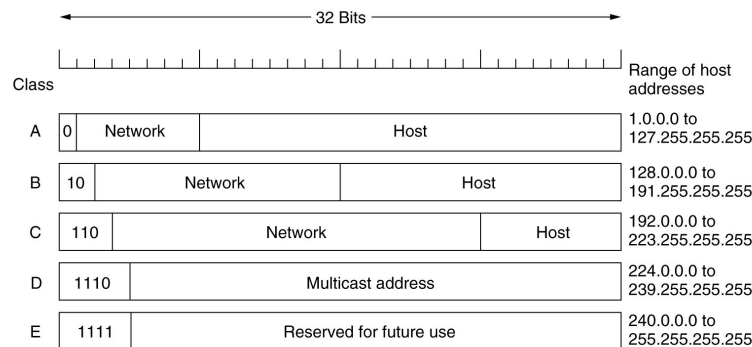 32 Bits
Class
Range of host
addresses
A
0
Network
Host
1.0.0.0 to
127.255.255.255
B
10
Network
Host
128.0.0.0 to
191.255.255.255
C
110
Network
Host
192.0.0.0 to
223.255.255.255
D
1110
Multicast address
224.0.0.0 to
239.255.255.255
E
1111
Reserved for future use
240.0.0.0 to
255.255.255.255